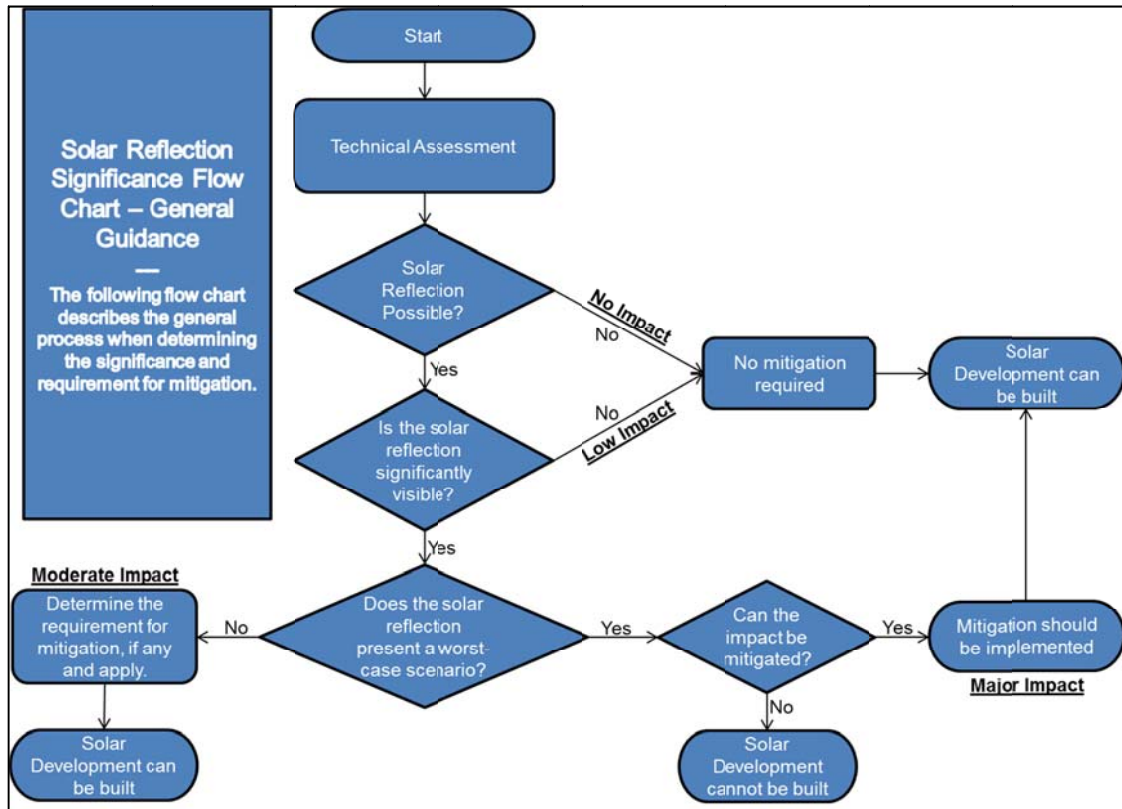 Solar Reflection
Significance Flow
Chart – General
Guidance
—
The following flow chart
describes the general
process when determining
the significance and
requirement for mitigation.
Start
Technical Assessment
Solar
Reflection
Possible?
No Impact
No
Yes
No mitigation
required
Solar
Development can
be built
Is the solar
reflection
significantly
visible?
No
Low Impact
Yes
Does the solar
reflection
present a worst-
case scenario?
No
Moderate Impact
Determine the
requirement for
mitigation, if any
and apply.
Solar
Development can
be built
Yes
Can the
impact be
mitigated?
Yes
Mitigation should
be implemented
Major Impact
No
Solar
Development
cannot be built